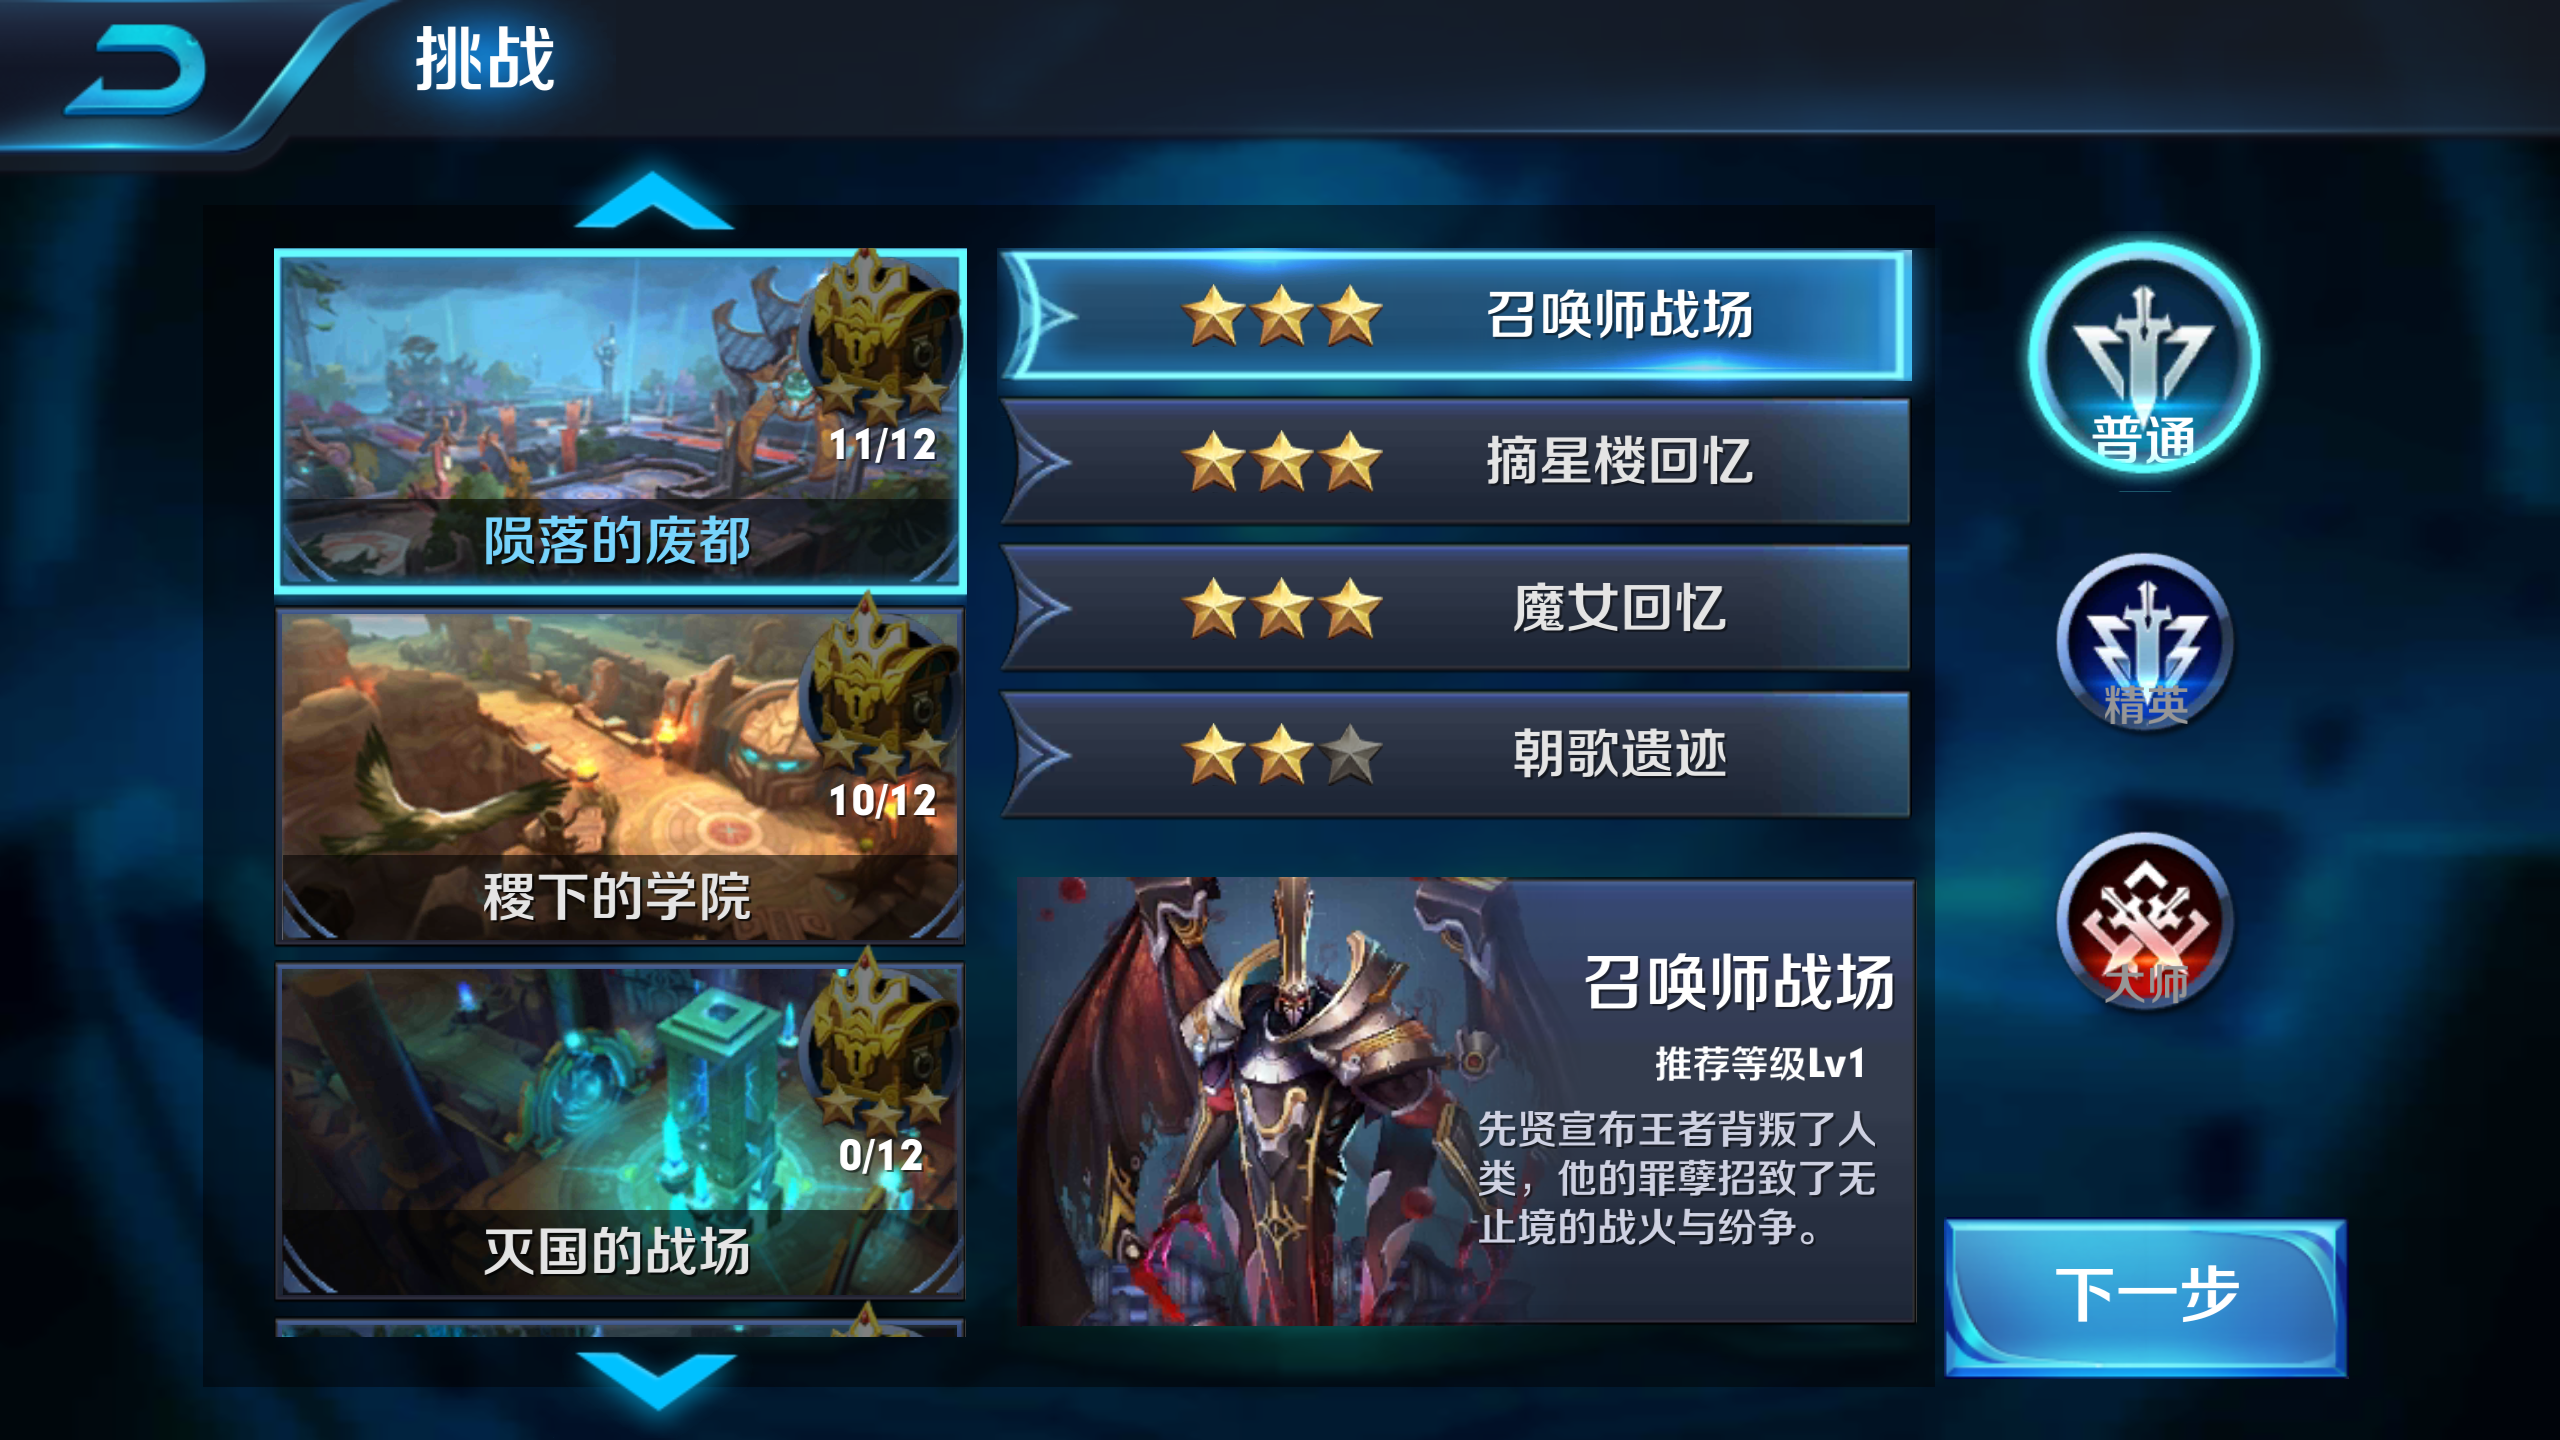 挑战
11/12
陨落的废都
10/12
稷下的学院
0/12
灭国的战场
召唤师战场
摘星楼回忆
魔女回忆
朝歌遗迹
召唤师战场
推荐等级Lv1
先贤宣布王者背叛了人
类，他的罪孽招致了无
止境的战火与纷争。
普通
精英
大师
下一步